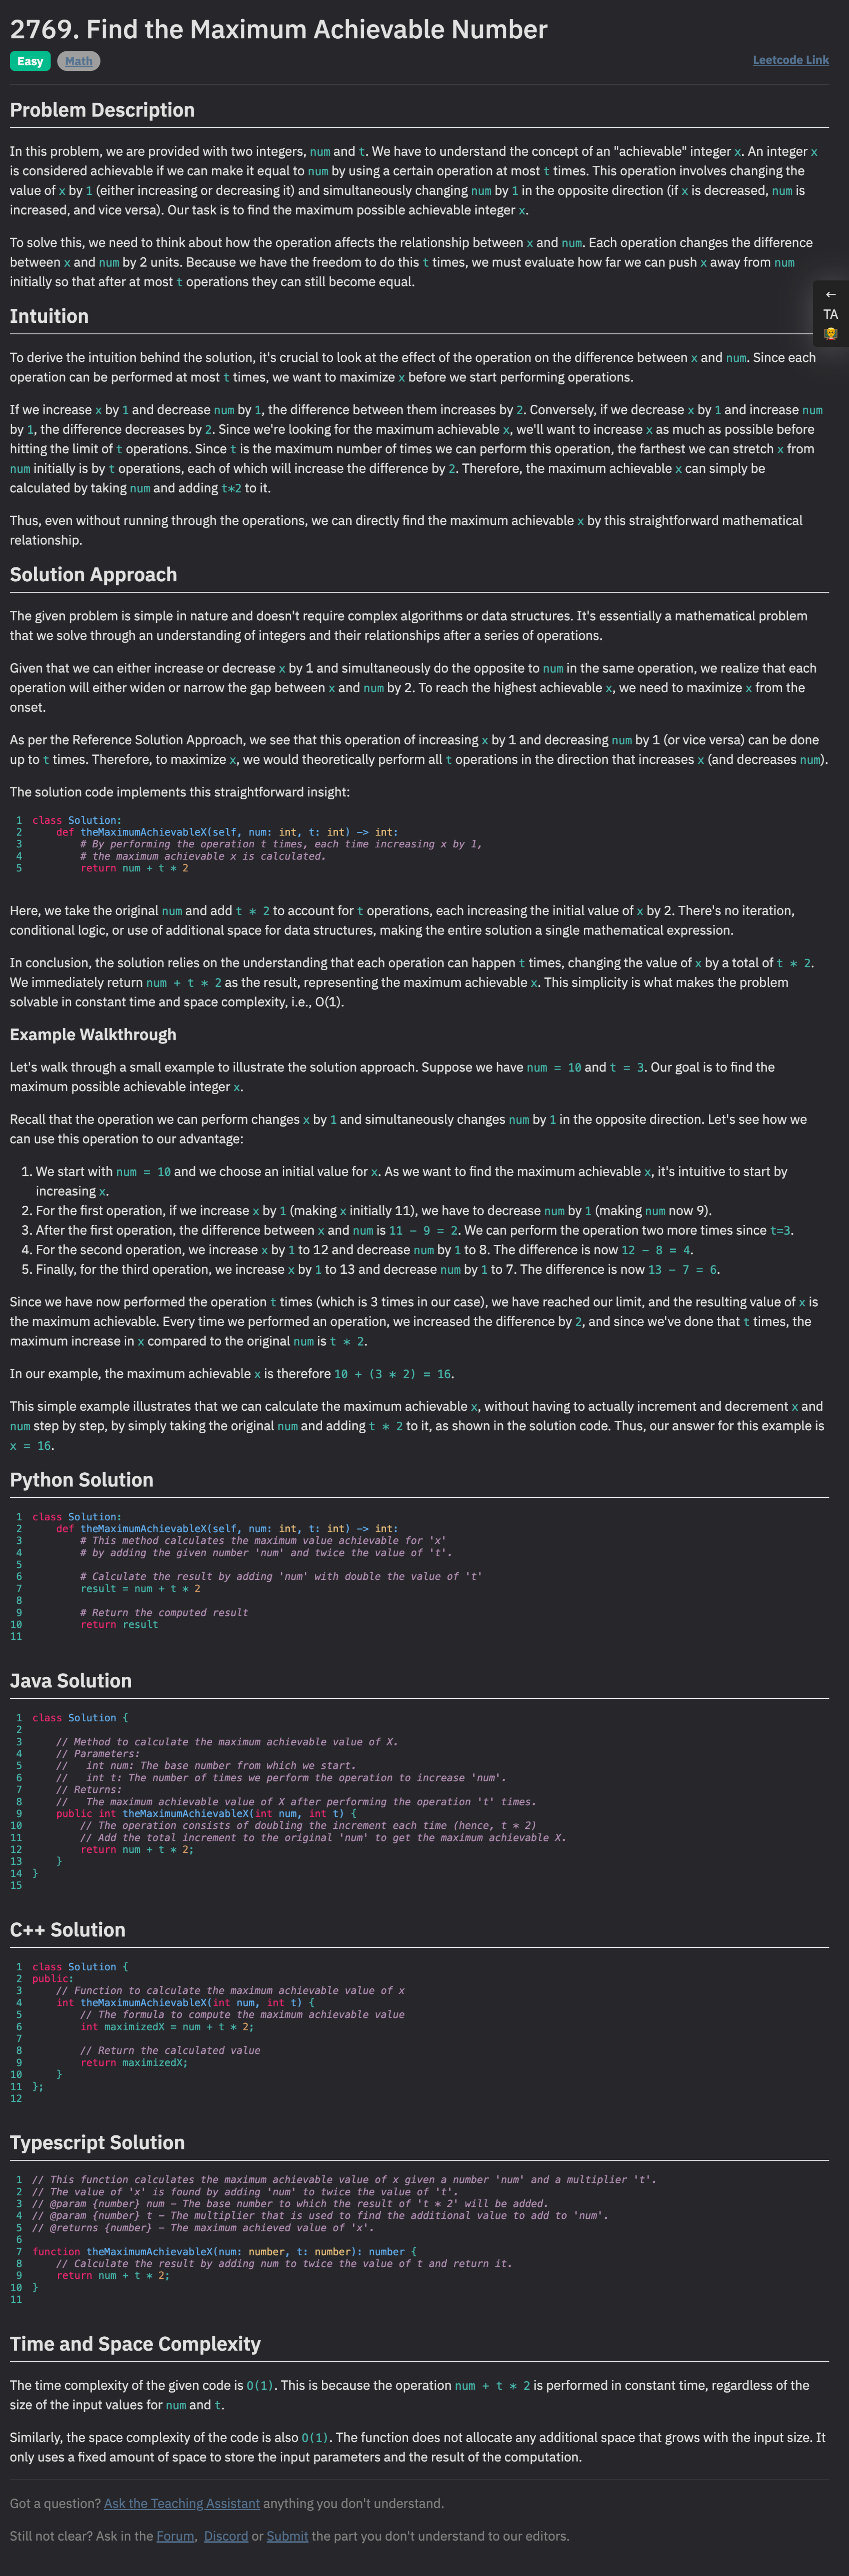 2769. Find the Maximum Achievable Number
Easy Math Leetcode Link
Problem Description
In this problem, we are provided with two integers, num and t. We have to understand the concept of an "achievable" integer x. An integer x
is considered achievable if we can make it equal to num by using a certain operation at most t times. This operation involves changing the
value of x by 1 (either increasing or decreasing it) and simultaneously changing num by 1 in the opposite direction (if x is decreased, num is
increased, and vice versa). Our task is to find the maximum possible achievable integer x.
To solve this, we need to think about how the operation affects the relationship between x and num. Each operation changes the difference
between x and num by 2 units. Because we have the freedom to do this t times, we must evaluate how far we can push x away from num
initially so that after at most t operations they can still become equal.
←
TA
Intuition
To derive the intuition behind the solution, it's crucial to look at the effect of the operation on the difference between x and num. Since each
operation can be performed at most t times, we want to maximize x before we start performing operations.
If we increase x by 1 and decrease num by 1, the difference between them increases by 2. Conversely, if we decrease x by 1 and increase num
by 1, the difference decreases by 2. Since we're looking for the maximum achievable x, we'll want to increase x as much as possible before
hitting the limit of t operations. Since t is the maximum number of times we can perform this operation, the farthest we can stretch x from
num initially is by t operations, each of which will increase the difference by 2. Therefore, the maximum achievable x can simply be
calculated by taking num and adding t*2 to it.
Thus, even without running through the operations, we can directly find the maximum achievable x by this straightforward mathematical
relationship.
Solution Approach
The given problem is simple in nature and doesn't require complex algorithms or data structures. It's essentially a mathematical problem
that we solve through an understanding of integers and their relationships after a series of operations.
Given that we can either increase or decrease x by 1 and simultaneously do the opposite to num in the same operation, we realize that each
operation will either widen or narrow the gap between x and num by 2. To reach the highest achievable x, we need to maximize x from the
onset.
As per the Reference Solution Approach, we see that this operation of increasing x by 1 and decreasing num by 1 (or vice versa) can be done
up to t times. Therefore, to maximize x, we would theoretically perform all t operations in the direction that increases x (and decreases num).
The solution code implements this straightforward insight:
1 class Solution:
2     def theMaximumAchievableX(self, num: int, t: int) -> int:
3         # By performing the operation t times, each time increasing x by 1,
4         # the maximum achievable x is calculated.
5         return num + t * 2
Here, we take the original num and add t * 2 to account for t operations, each increasing the initial value of x by 2. There's no iteration,
conditional logic, or use of additional space for data structures, making the entire solution a single mathematical expression.
In conclusion, the solution relies on the understanding that each operation can happen t times, changing the value of x by a total of t * 2.
We immediately return num + t * 2 as the result, representing the maximum achievable x. This simplicity is what makes the problem
solvable in constant time and space complexity, i.e., O(1).
Example Walkthrough
Let's walk through a small example to illustrate the solution approach. Suppose we have num = 10 and t = 3. Our goal is to find the
maximum possible achievable integer x.
Recall that the operation we can perform changes x by 1 and simultaneously changes num by 1 in the opposite direction. Let's see how we
can use this operation to our advantage:
1. We start with num = 10 and we choose an initial value for x. As we want to find the maximum achievable x, it's intuitive to start by
increasing x.
2. For the first operation, if we increase x by 1 (making x initially 11), we have to decrease num by 1 (making num now 9).
3. After the first operation, the difference between x and num is 11 - 9 = 2. We can perform the operation two more times since t=3.
4. For the second operation, we increase x by 1 to 12 and decrease num by 1 to 8. The difference is now 12 - 8 = 4.
5. Finally, for the third operation, we increase x by 1 to 13 and decrease num by 1 to 7. The difference is now 13 - 7 = 6.
Since we have now performed the operation t times (which is 3 times in our case), we have reached our limit, and the resulting value of x is
the maximum achievable. Every time we performed an operation, we increased the difference by 2, and since we've done that t times, the
maximum increase in x compared to the original num is t * 2.
In our example, the maximum achievable x is therefore 10 + (3 * 2) = 16.
This simple example illustrates that we can calculate the maximum achievable x, without having to actually increment and decrement x and
num step by step, by simply taking the original num and adding t * 2 to it, as shown in the solution code. Thus, our answer for this example is
x = 16.
Python Solution
1 class Solution:
2     def theMaximumAchievableX(self, num: int, t: int) -> int:
3         # This method calculates the maximum value achievable for 'x'
4         # by adding the given number 'num' and twice the value of 't'.
5
6         # Calculate the result by adding 'num' with double the value of 't'
7         result = num + t * 2
8
9         # Return the computed result
10         return result
11
Java Solution
1 class Solution {
2
3     // Method to calculate the maximum achievable value of X.
4     // Parameters:
5     //   int num: The base number from which we start.
6     //   int t: The number of times we perform the operation to increase 'num'.
7     // Returns:
8     //   The maximum achievable value of X after performing the operation 't' times.
9     public int theMaximumAchievableX(int num, int t) {
10         // The operation consists of doubling the increment each time (hence, t * 2)
11         // Add the total increment to the original 'num' to get the maximum achievable X.
12         return num + t * 2;
13     }
14 }
15
C++ Solution
1 class Solution {
2 public:
3     // Function to calculate the maximum achievable value of x
4     int theMaximumAchievableX(int num, int t) {
5         // The formula to compute the maximum achievable value
6         int maximizedX = num + t * 2;
7
8         // Return the calculated value
9         return maximizedX;
10     }
11 };
12
Typescript Solution
1 // This function calculates the maximum achievable value of x given a number 'num' and a multiplier 't'.
2 // The value of 'x' is found by adding 'num' to twice the value of 't'.
3 // @param {number} num - The base number to which the result of 't * 2' will be added.
4 // @param {number} t - The multiplier that is used to find the additional value to add to 'num'.
5 // @returns {number} - The maximum achieved value of 'x'.
6
7 function theMaximumAchievableX(num: number, t: number): number {
8     // Calculate the result by adding num to twice the value of t and return it.
9     return num + t * 2;
10 }
11
Time and Space Complexity
The time complexity of the given code is O(1). This is because the operation num + t * 2 is performed in constant time, regardless of the
size of the input values for num and t.
Similarly, the space complexity of the code is also O(1). The function does not allocate any additional space that grows with the input size. It
only uses a fixed amount of space to store the input parameters and the result of the computation.
Got a question? Ask the Teaching Assistant anything you don't understand.
Still not clear? Ask in the Forum, Discord or Submit the part you don't understand to our editors.